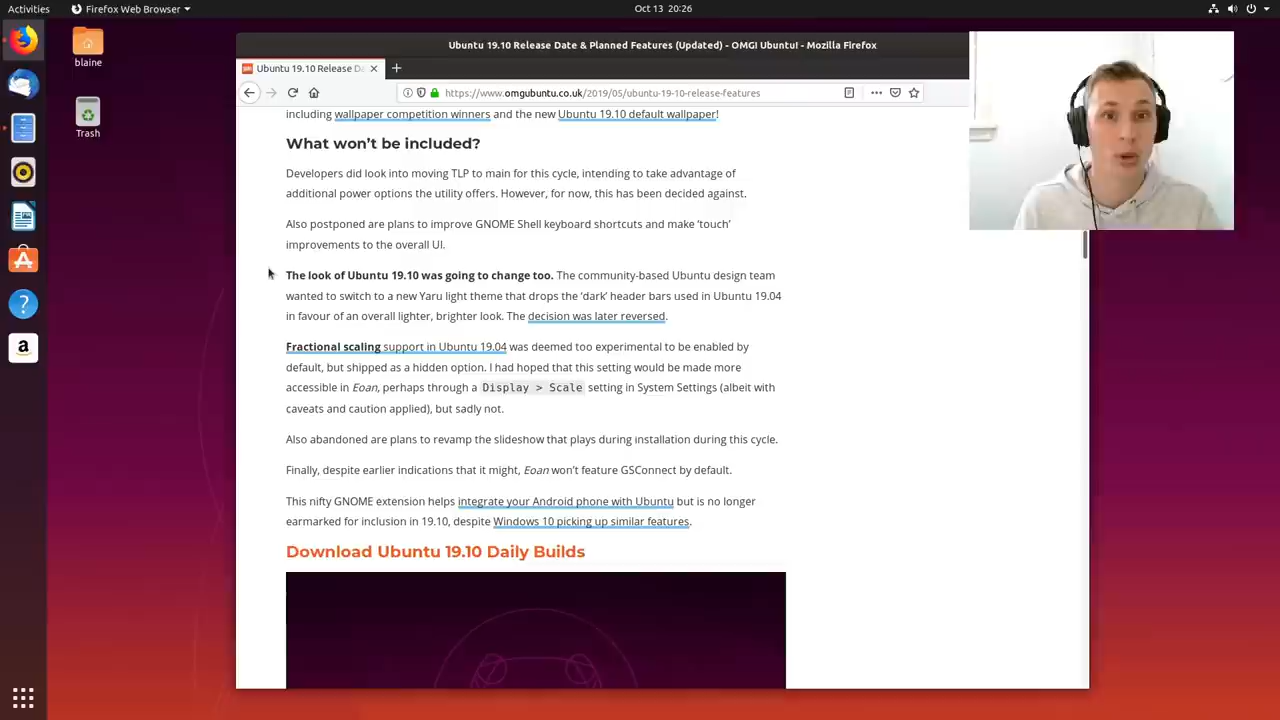 Activities
Firefox Web Browser
Oct 13 20:26
blaine
Trash
Ubuntu 19.10 Release Date & Planned Features (Updated) - OMG! Ubuntu! - Mozilla Firefox
Ubuntu 19.10 Release Da
https://www.omgubuntu.co.uk/2019/05/ubuntu-19-10-release-features
including wallpaper competition winners and the new Ubuntu 19.10 default wallpaper!
What won’t be included?
Developers did look into moving TLP to main for this cycle, intending to take advantage of
additional power options the utility offers. However, for now, this has been decided against.
Also postponed are plans to improve GNOME Shell keyboard shortcuts and make ‘touch’
improvements to the overall UI.
The look of Ubuntu 19.10 was going to change too. The community-based Ubuntu design team
wanted to switch to a new Yaru light theme that drops the ‘dark’ header bars used in Ubuntu 19.04
in favour of an overall lighter, brighter look. The decision was later reversed.
Fractional scaling support in Ubuntu 19.04 was deemed too experimental to be enabled by
default, but shipped as a hidden option. I had hoped that this setting would be made more
accessible in Eoan, perhaps through a Display > Scale setting in System Settings (albeit with
caveats and caution applied), but sadly not.
Also abandoned are plans to revamp the slideshow that plays during installation during this cycle.
Finally, despite earlier indications that it might, Eoan won’t feature GSConnect by default.
This nifty GNOME extension helps integrate your Android phone with Ubuntu but is no longer
earmarked for inclusion in 19.10, despite Windows 10 picking up similar features.
Download Ubuntu 19.10 Daily Builds